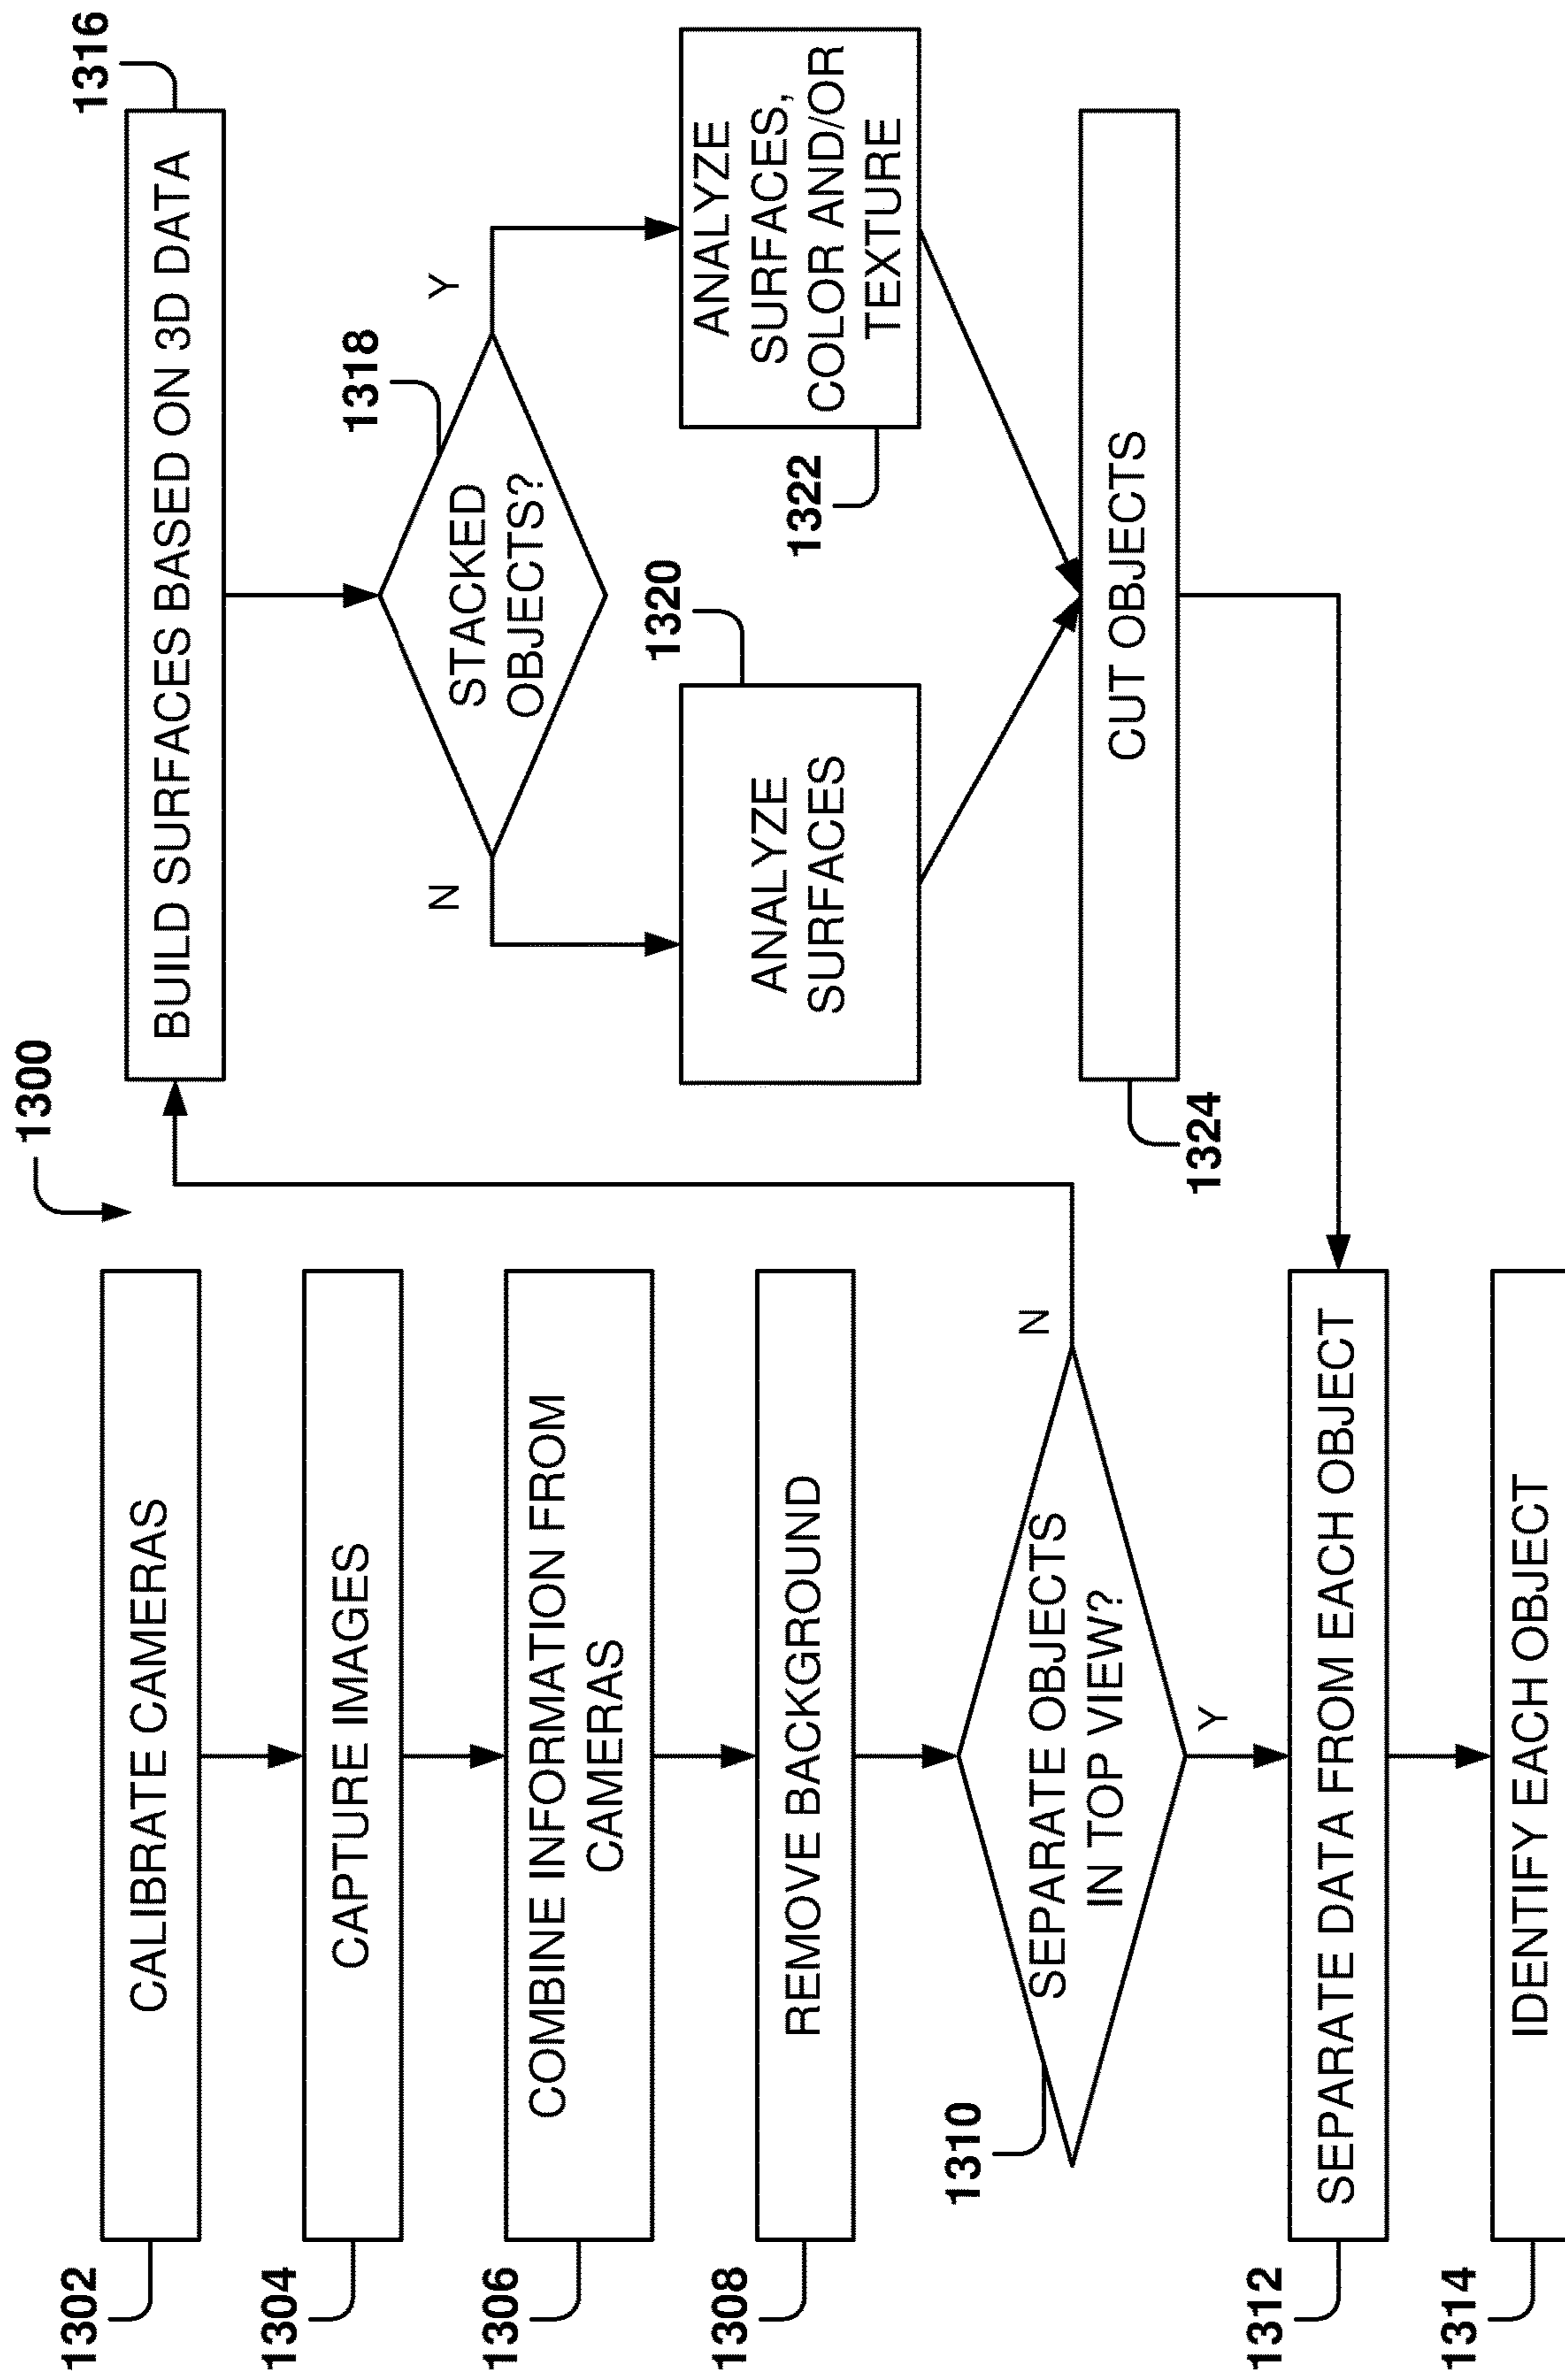 1300
1302
CALIBRATE CAMERAS
1304
CAPTURE IMAGES
1306
COMBINE INFORMATION FROM
CAMERAS
1308
REMOVE BACKGROUND
1310
SEPARATE OBJECTS
IN TOP VIEW?
N
Y
1312
SEPARATE DATA FROM EACH OBJECT
1314
IDENTIFY EACH OBJECT
1316
BUILD SURFACES BASED ON 3D DATA
1318
STACKED
OBJECTS?
N
Y
1320
ANALYZE
SURFACES
1322
ANALYZE
SURFACES,
COLOR AND/OR
TEXTURE
1324
CUT OBJECTS